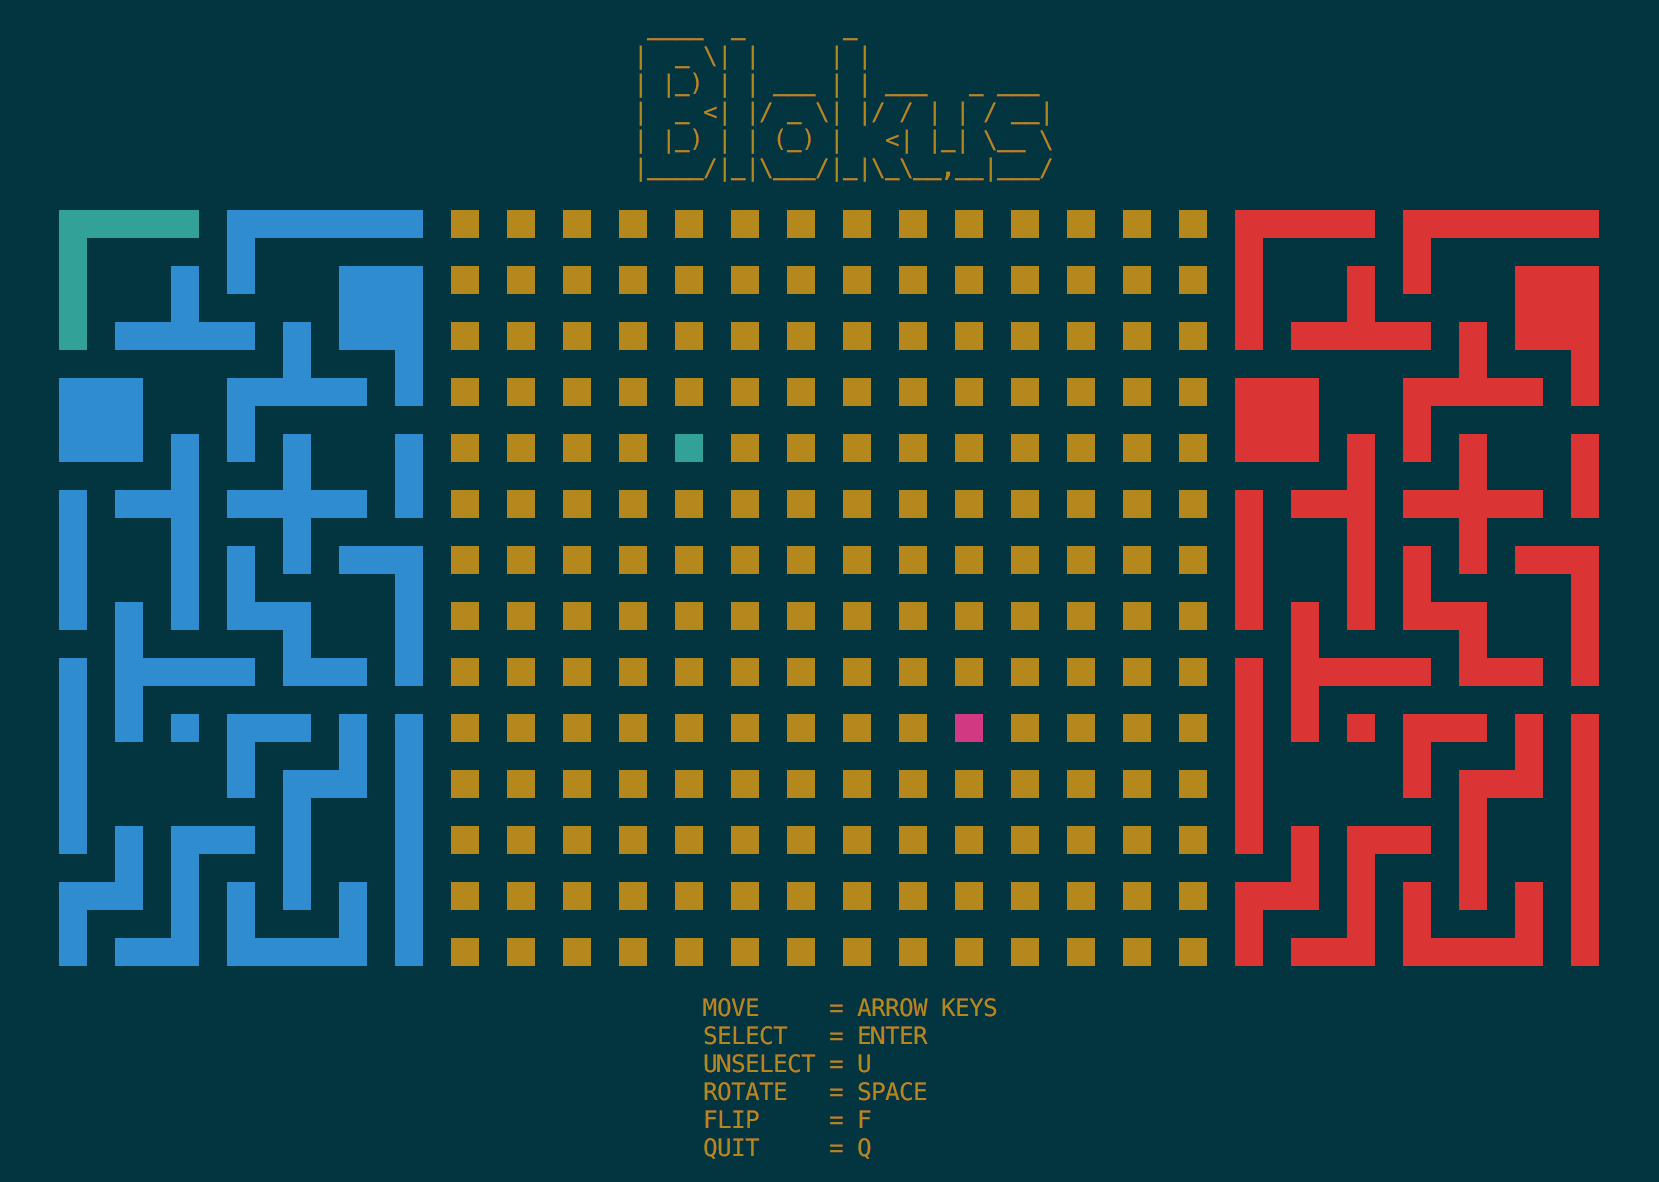 Blokus
MOVE = ARROW KEYS
SELECT = ENTER
UNSELECT = U
ROTATE = SPACE
FLIP = F
QUIT = Q